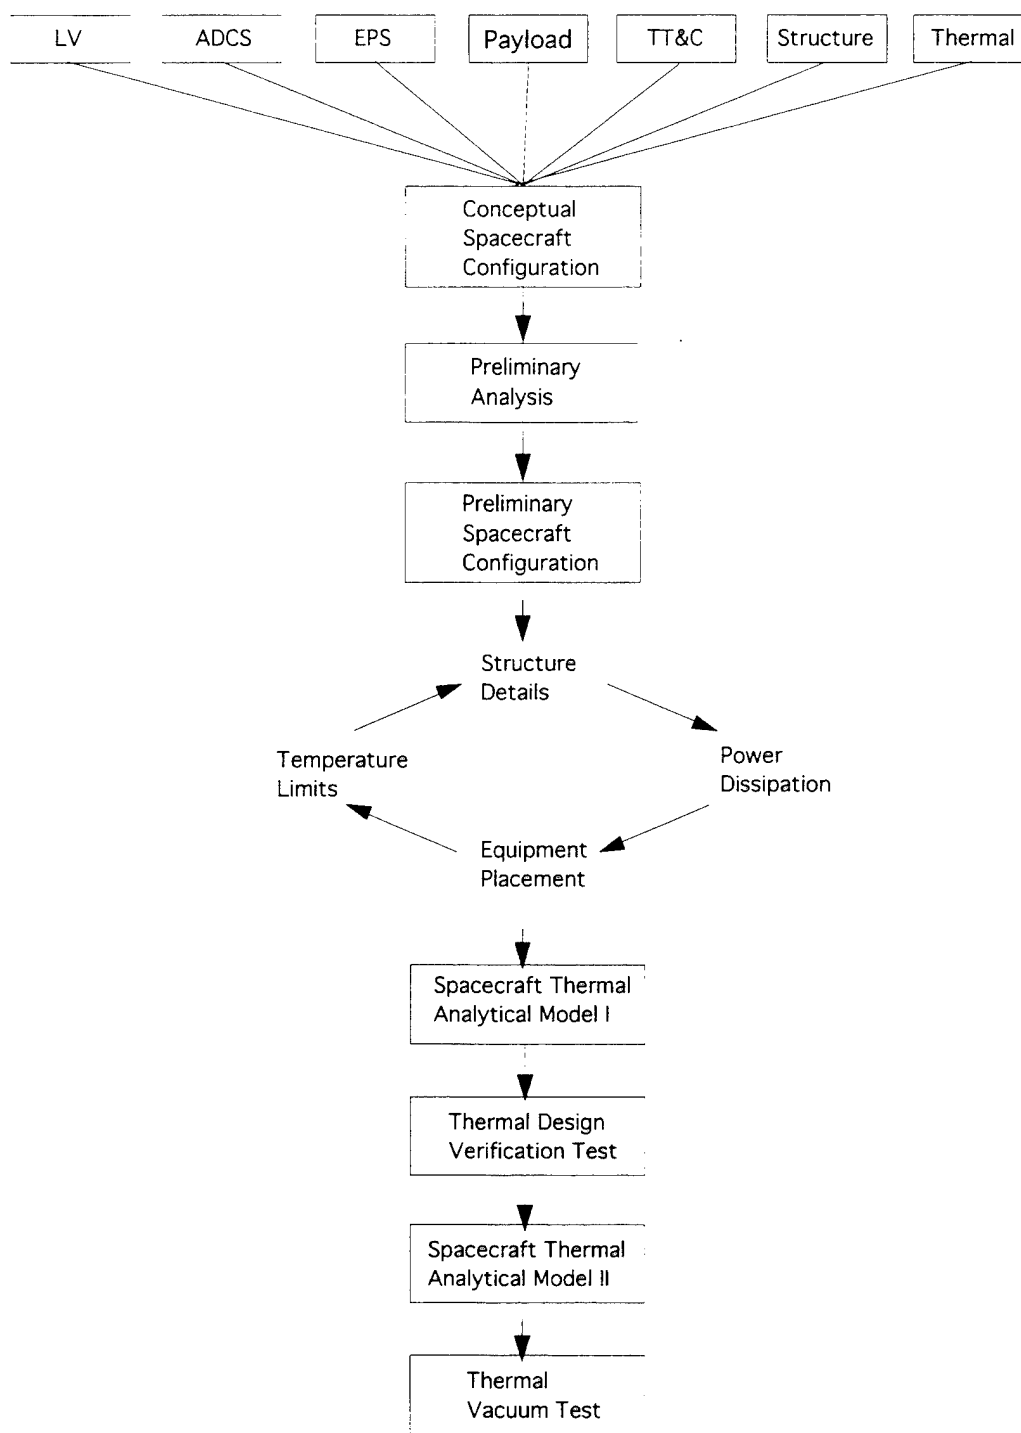 LV ADCS EPS Payload TT&C Structure Thermal
Conceptual
Spacecraft
Configuration
Preliminary
Analysis
Preliminary
Spacecraft
Configuration
Structure
Details
Temperature
Limits
Power
Dissipation
Equipment
Placement
Spacecraft Thermal
Analytical Model I
Thermal Design
Verification Test
Spacecraft Thermal
Analytical Model II
Thermal
Vacuum Test